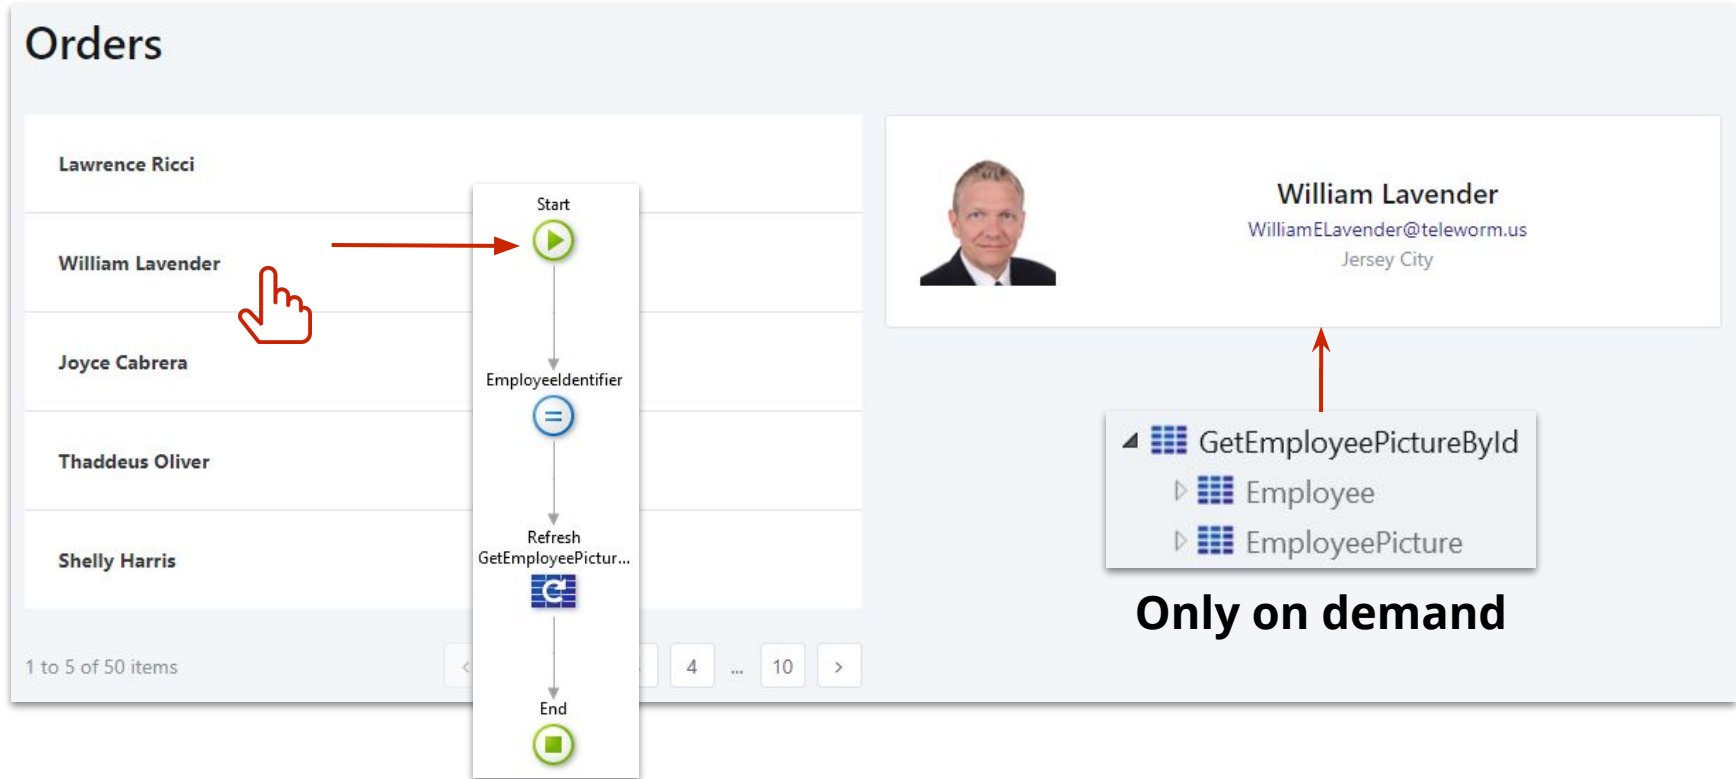 Orders
Lawrence Ricci
William Lavender
Joyce Cabrera
Thaddeus Oliver
Shelly Harris
1 to 5 of 50 items
4 ... 10
Start
EmployeeIdentifier
Refresh
GetEmployeePictur...
End
William Lavender
WilliamELavender@teleworm.us
Jersey City
GetEmployeePictureById
Employee
EmployeePicture
Only on demand